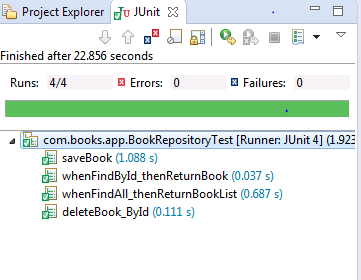 Project Explorer JUnit
Finished after 22.856 seconds
Runs: 4/4 Errors: 0 Failures: 0
com.books.app.BookRepositoryTest [Runner: JUnit 4] (1.923
saveBook (1.088 s)
whenFindById_thenReturnBook (0.037 s)
whenFindAll_thenReturnBookList (0.687 s)
deleteBook_ById (0.111 s)